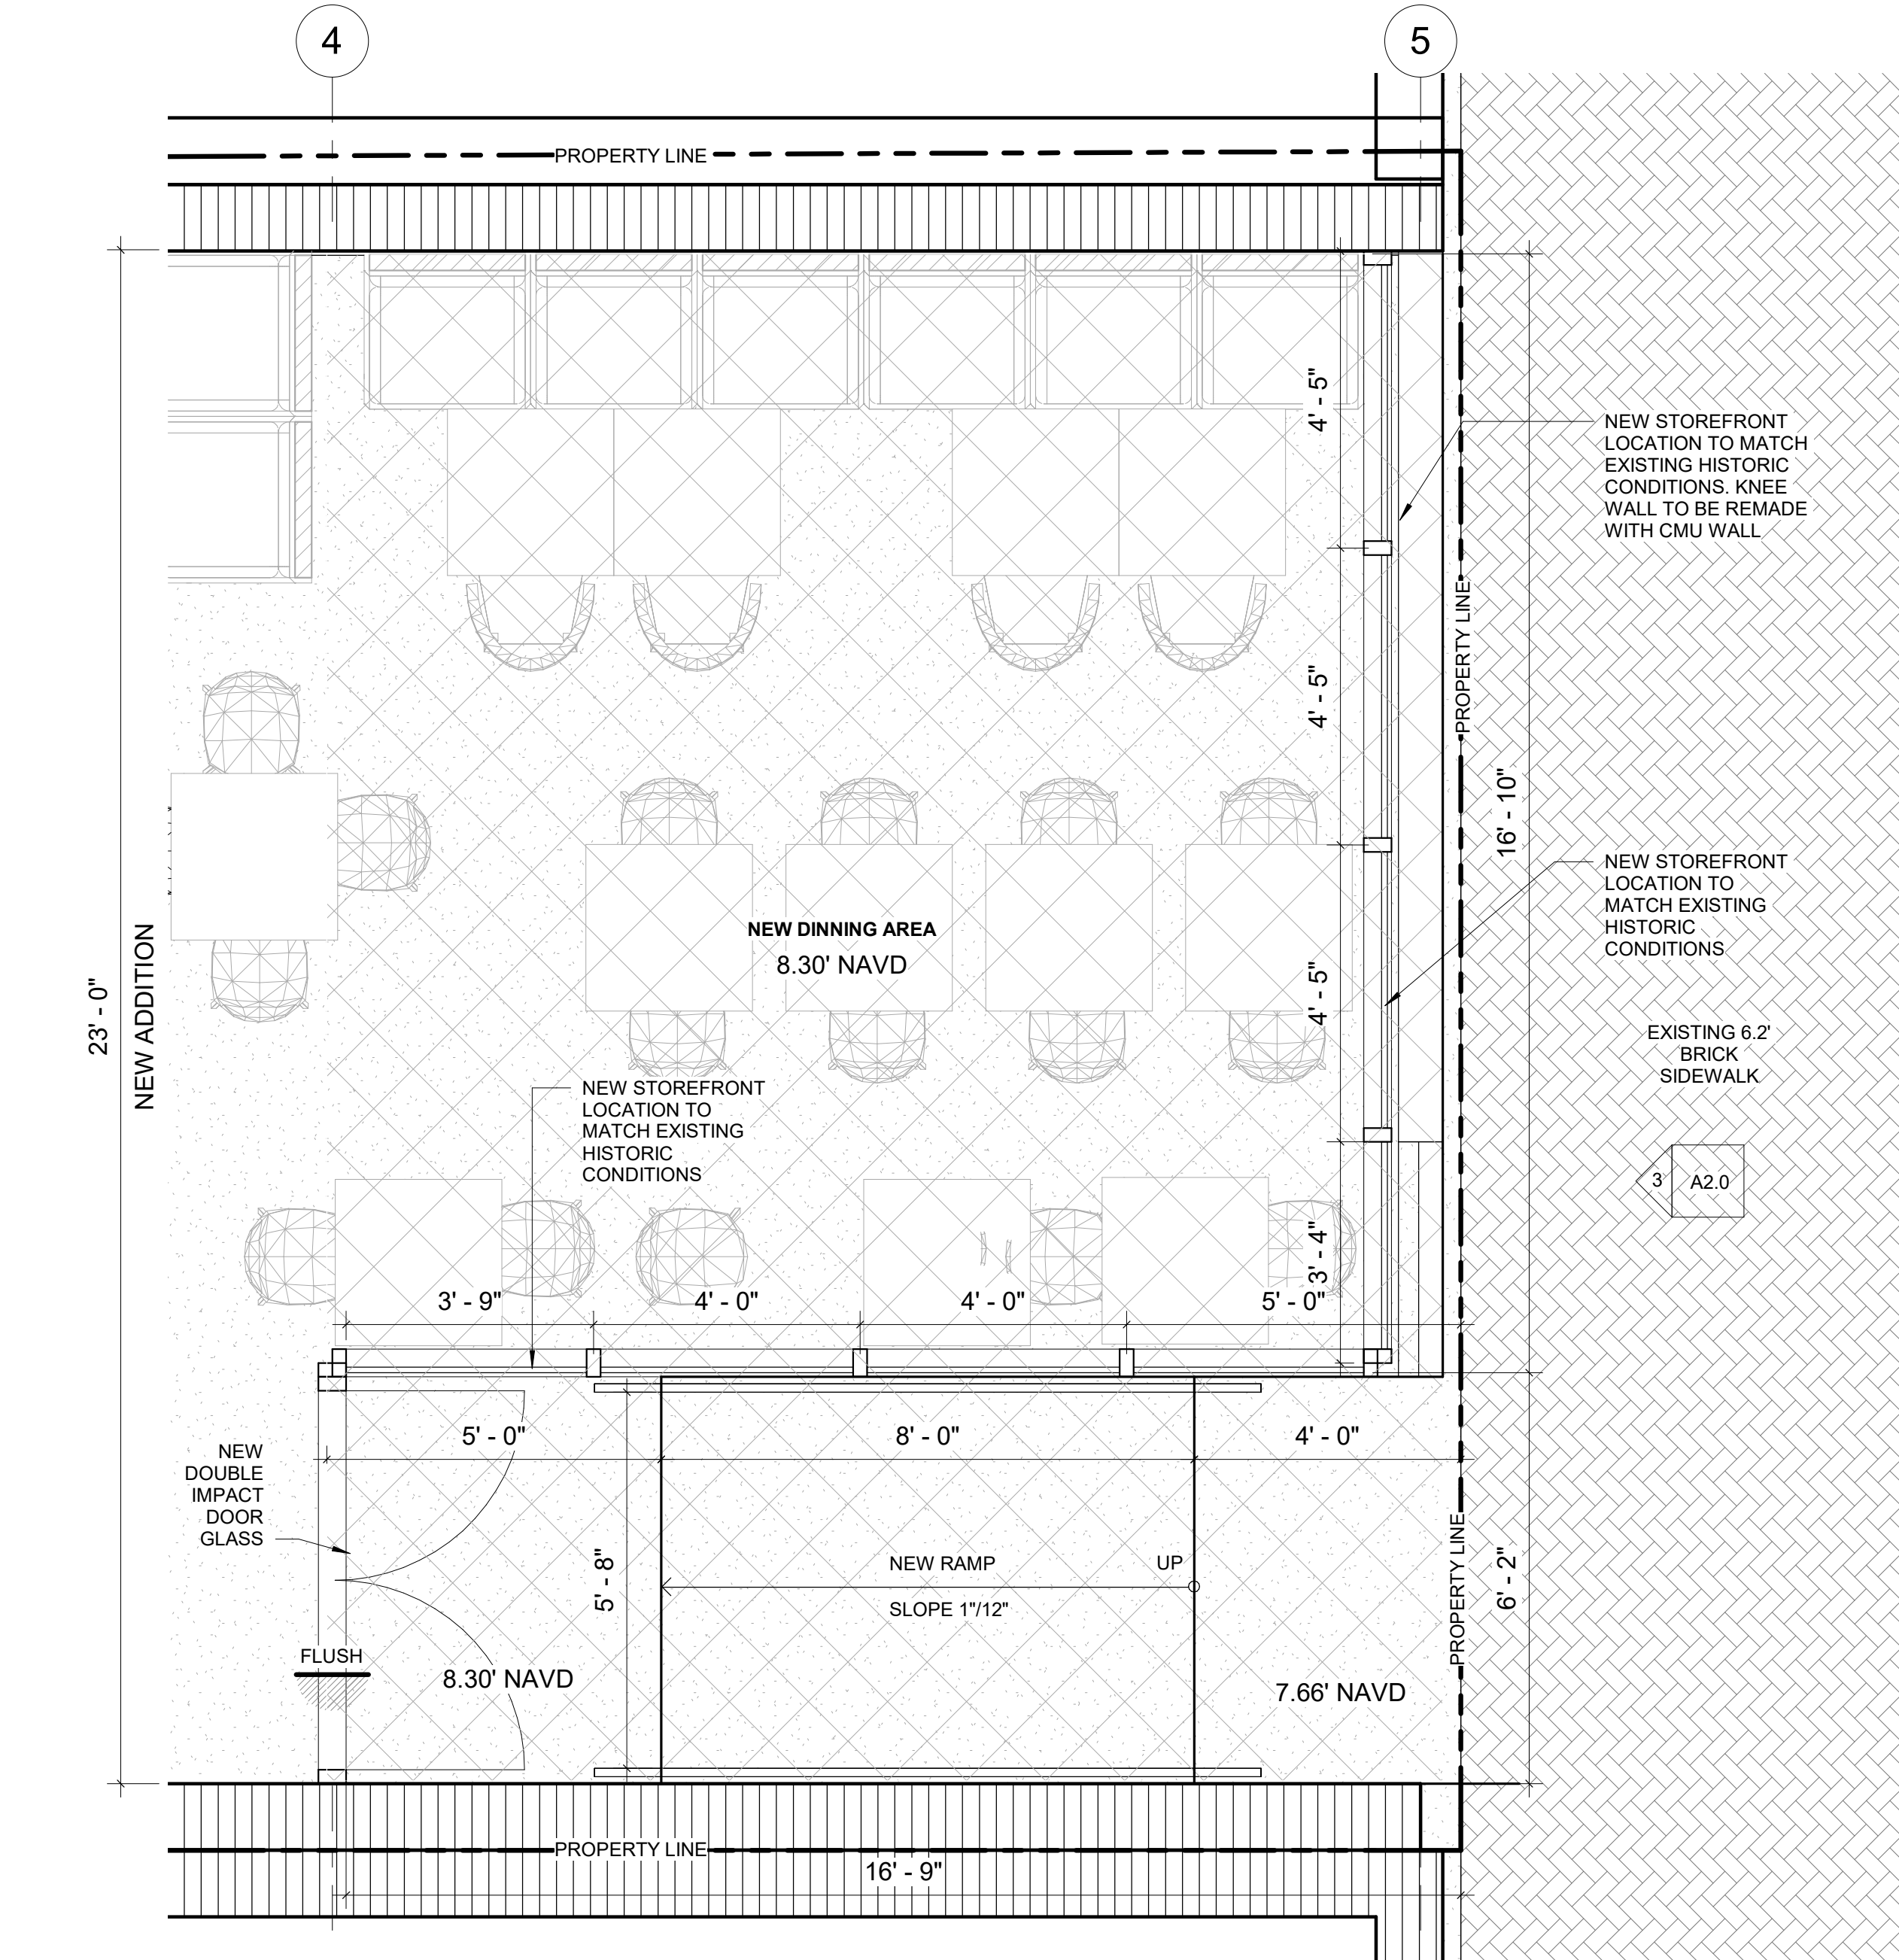 4
5
PROPERTY LINE
4' - 5"
NEW STOREFRONT
LOCATION TO MATCH
EXISTING HISTORIC
CONDITIONS. KNEE
WALL TO BE REMADE
WITH CMU WALL
PROPERTY LINE
4' - 5"
16' - 10"
NEW STOREFRONT
LOCATION TO
MATCH EXISTING
HISTORIC
CONDITIONS
NEW DINNING AREA
8.30' NAVD
4' - 5"
23' - 0"
NEW ADDITION
EXISTING 6.2'
BRICK
SIDEWALK
NEW STOREFRONT
LOCATION TO
MATCH EXISTING
HISTORIC
CONDITIONS
3
A2.0
3' - 4"
3' - 9"
4' - 0"
4' - 0"
5' - 0"
5' - 0"
8' - 0"
4' - 0"
NEW
DOUBLE
IMPACT
DOOR
GLASS
5' - 8"
NEW RAMP
UP
SLOPE 1"/12"
PROPERTY LINE
6' - 2"
FLUSH
8.30' NAVD
7.66' NAVD
PROPERTY LINE
16' - 9"